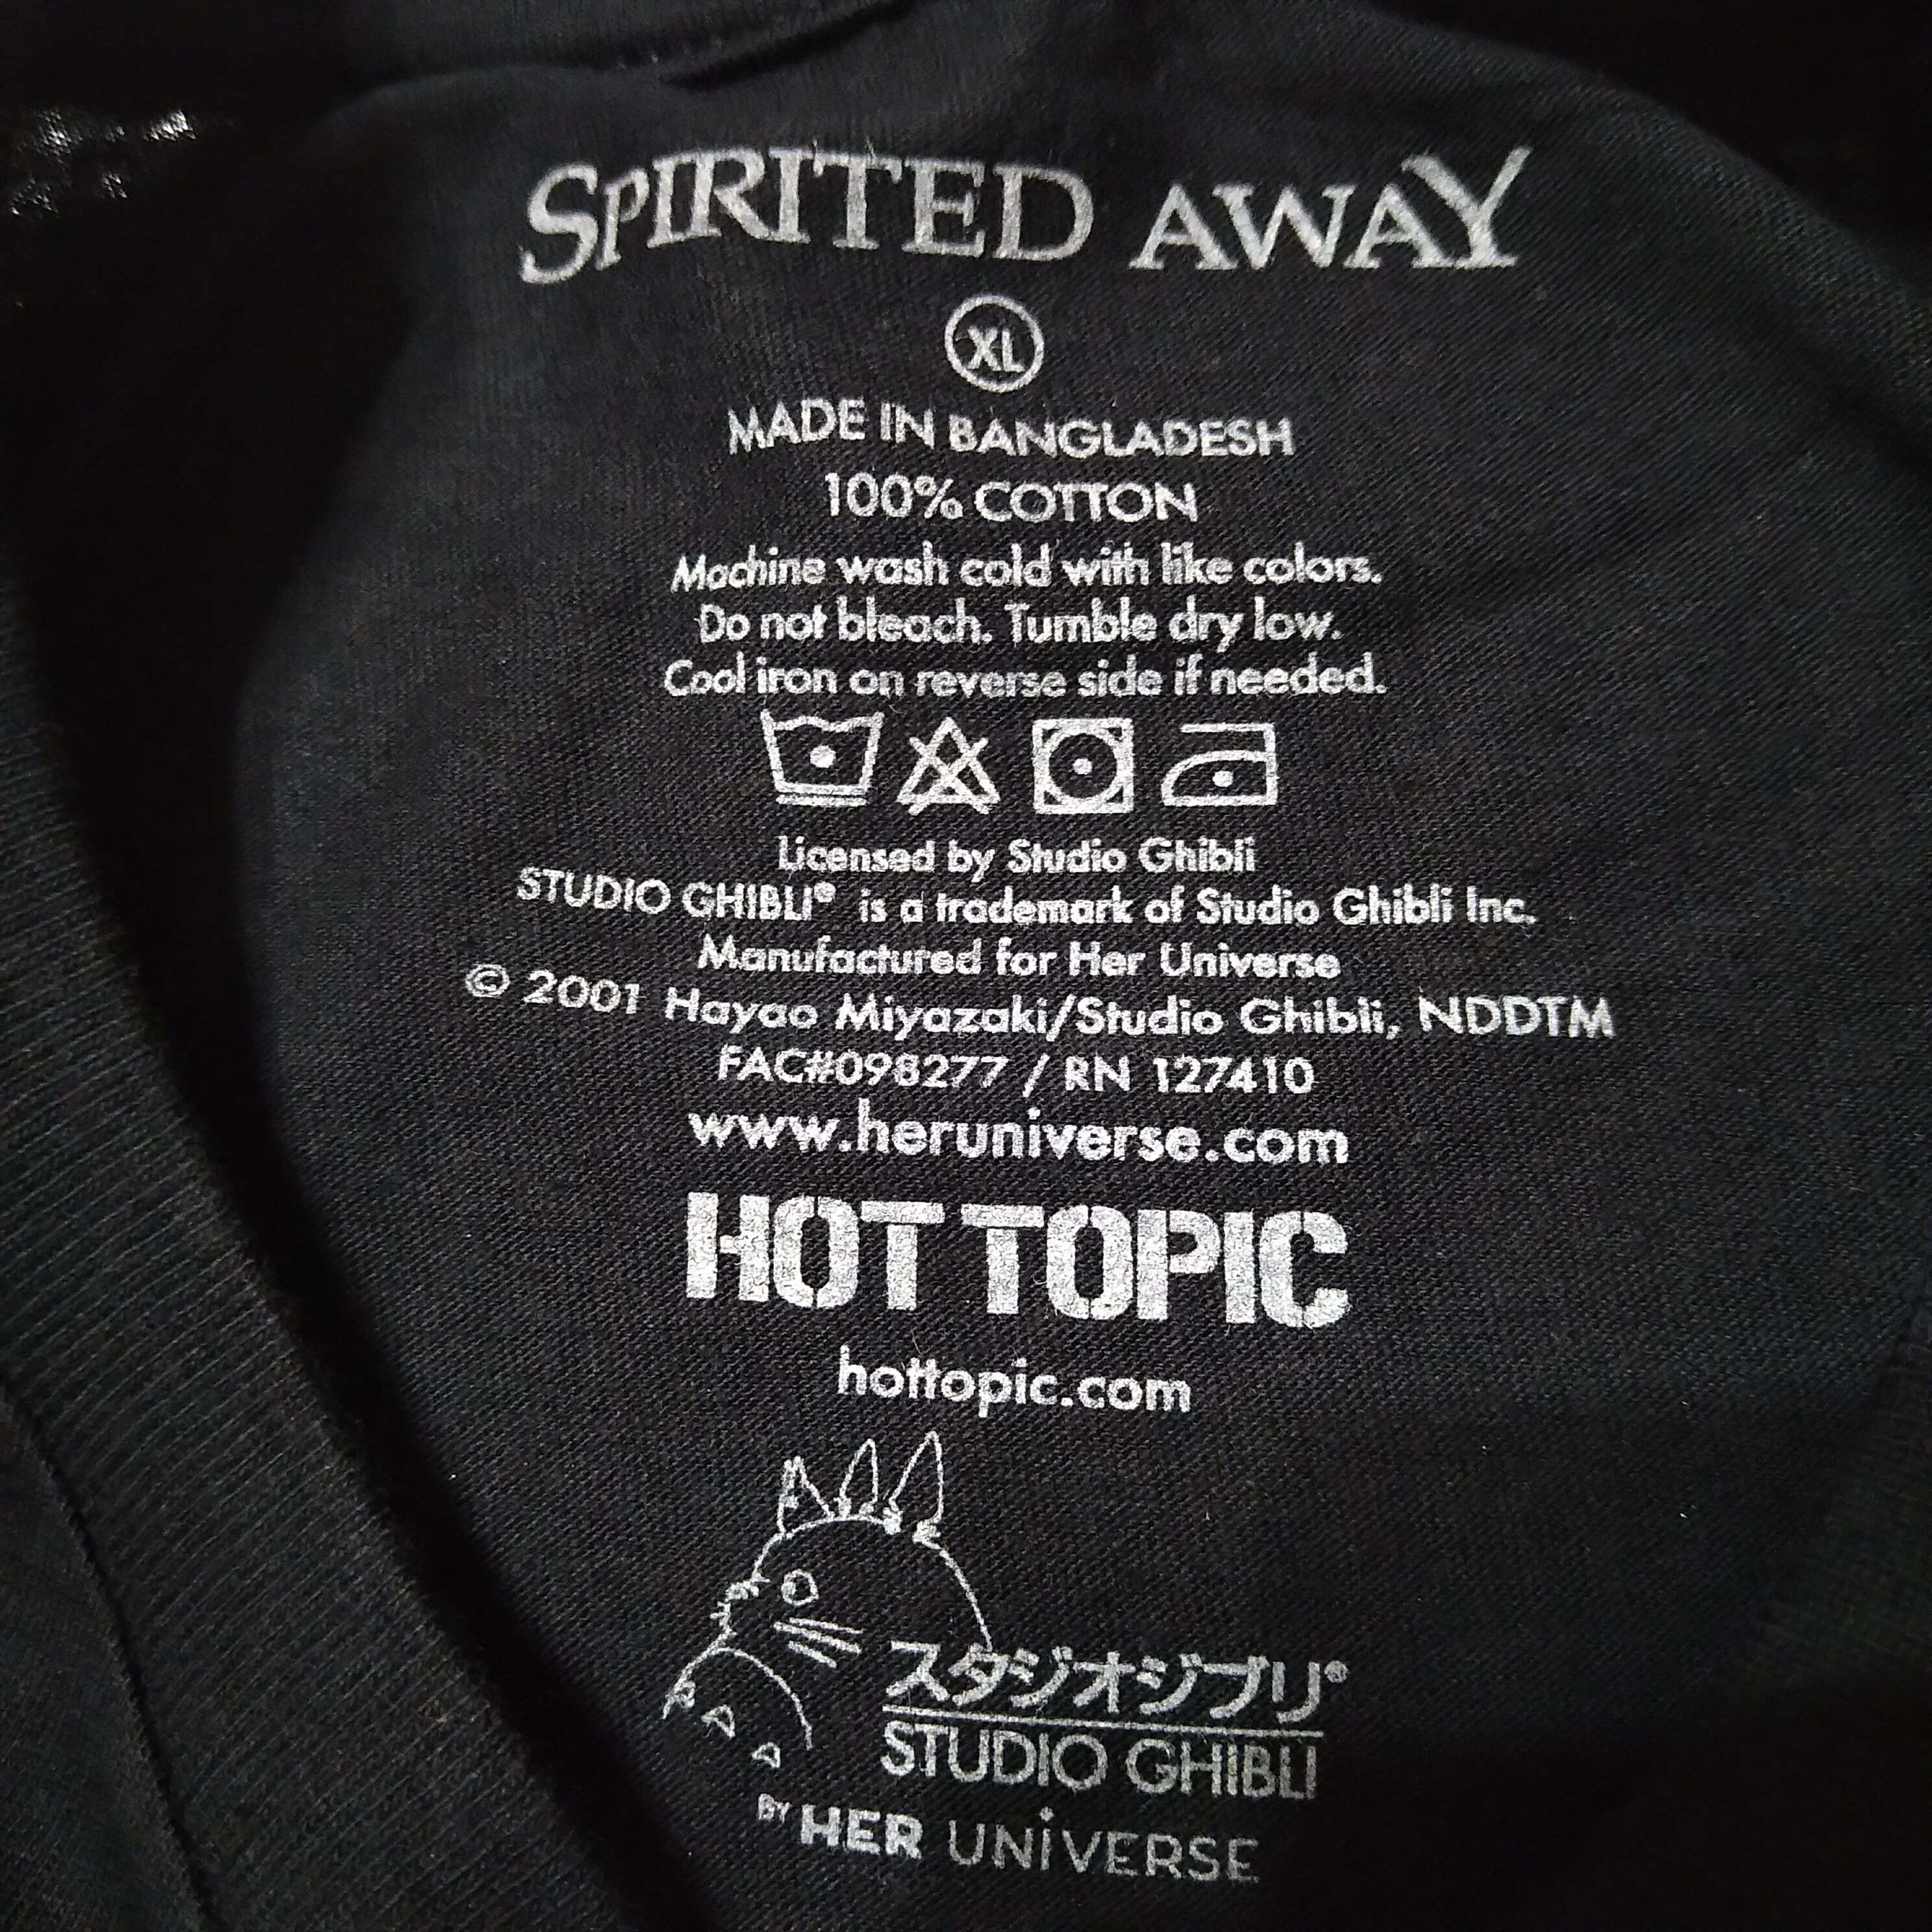 SPIRITED AWAY
XL
MADE IN BANGLADESH
100% COTTON
Machine wash cold with like colors.
Do not bleach. Tumble dry low.
Cool iron on reverse side if needed.
Licensed by Studio Ghibli
STUDIO GHIBLI® is a trademark of Studio Ghibli Inc.
Manufactured for Her Universe
© 2001 Hayao Miyazaki/Studio Ghibli, NDDTM
FAC#098277 / RN 127410
www.heruniverse.com
HOT TOPIC
hottopic.com
スタジオジブリ®
STUDIO GHIBLI
BY HER UNIVERSE